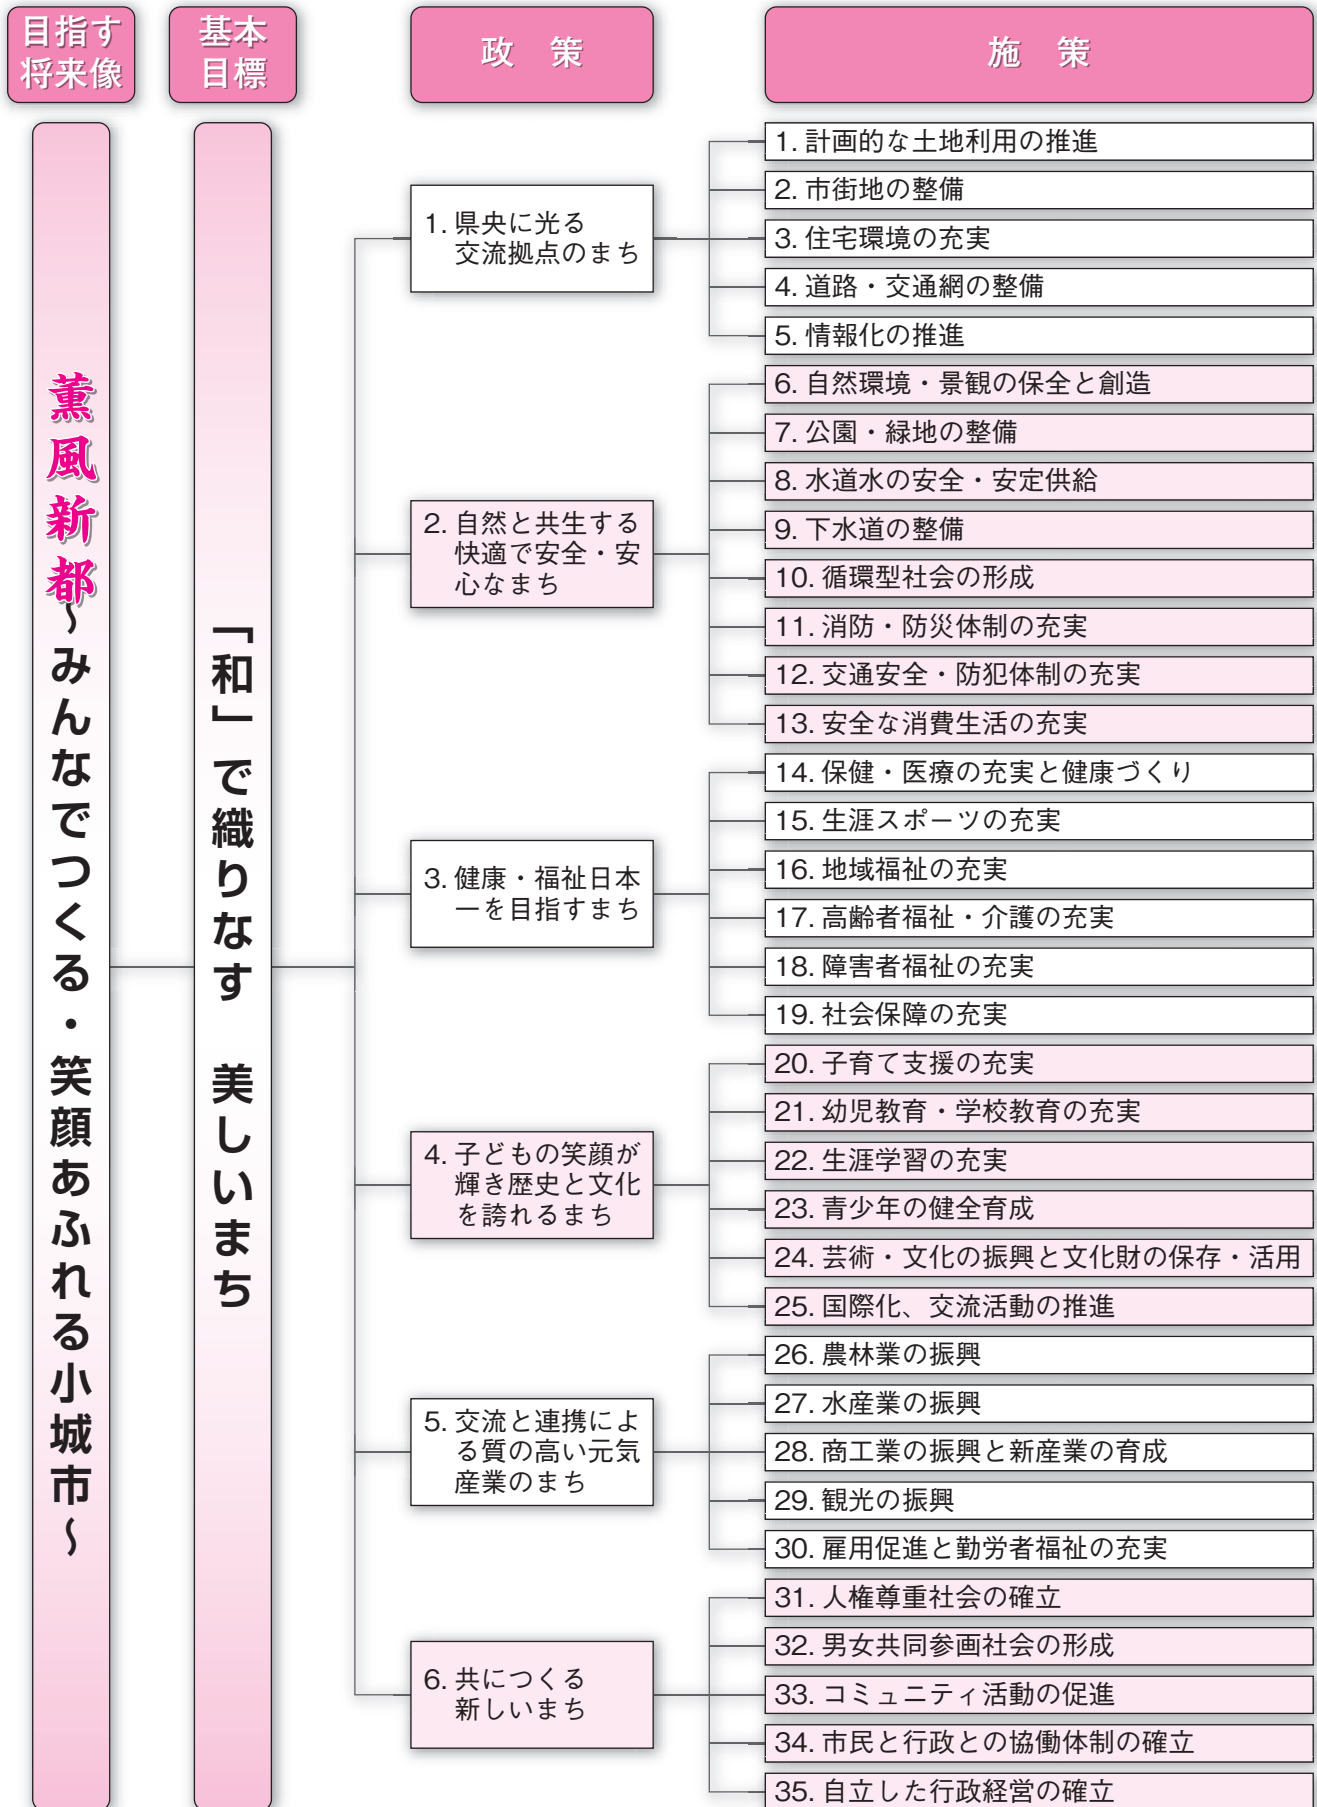 目指す
将来像
基本
目標
政　策
施　策
薫風新都～みんなでつくる・笑顔あふれる小城市～
「和」で織りなす　美しいまち
1. 県央に光る
交流拠点のまち
1. 計画的な土地利用の推進
2. 市街地の整備
3. 住宅環境の充実
4. 道路・交通網の整備
5. 情報化の推進
2. 自然と共生する
快適で安全・安
心なまち
6. 自然環境・景観の保全と創造
7. 公園・緑地の整備
8. 水道水の安全・安定供給
9. 下水道の整備
10. 循環型社会の形成
11. 消防・防災体制の充実
12. 交通安全・防犯体制の充実
13. 安全な消費生活の充実
3. 健康・福祉日本
一を目指すまち
14. 保健・医療の充実と健康づくり
15. 生涯スポーツの充実
16. 地域福祉の充実
17. 高齢者福祉・介護の充実
18. 障害者福祉の充実
19. 社会保障の充実
4. 子どもの笑顔が
輝き歴史と文化
を誇れるまち
20. 子育て支援の充実
21. 幼児教育・学校教育の充実
22. 生涯学習の充実
23. 青少年の健全育成
24. 芸術・文化の振興と文化財の保存・活用
25. 国際化、交流活動の推進
5. 交流と連携によ
る質の高い元気
産業のまち
26. 農林業の振興
27. 水産業の振興
28. 商工業の振興と新産業の育成
29. 観光の振興
30. 雇用促進と勤労者福祉の充実
6. 共につくる
新しいまち
31. 人権尊重社会の確立
32. 男女共同参画社会の形成
33. コミュニティ活動の促進
34. 市民と行政との協働体制の確立
35. 自立した行政経営の確立